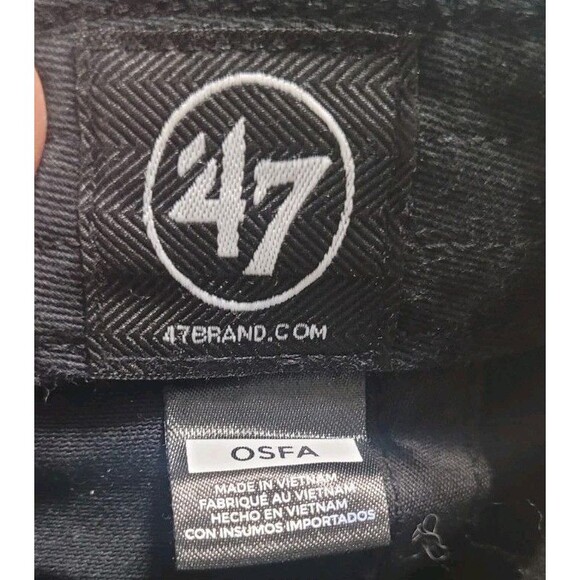 '47
47BRAND.COM
OSFA
MADE IN VIETNAM
FABRIQUÉ AU VIETNAM
HECHO EN VIETNAM
CON INSUMOS IMPORTADOS